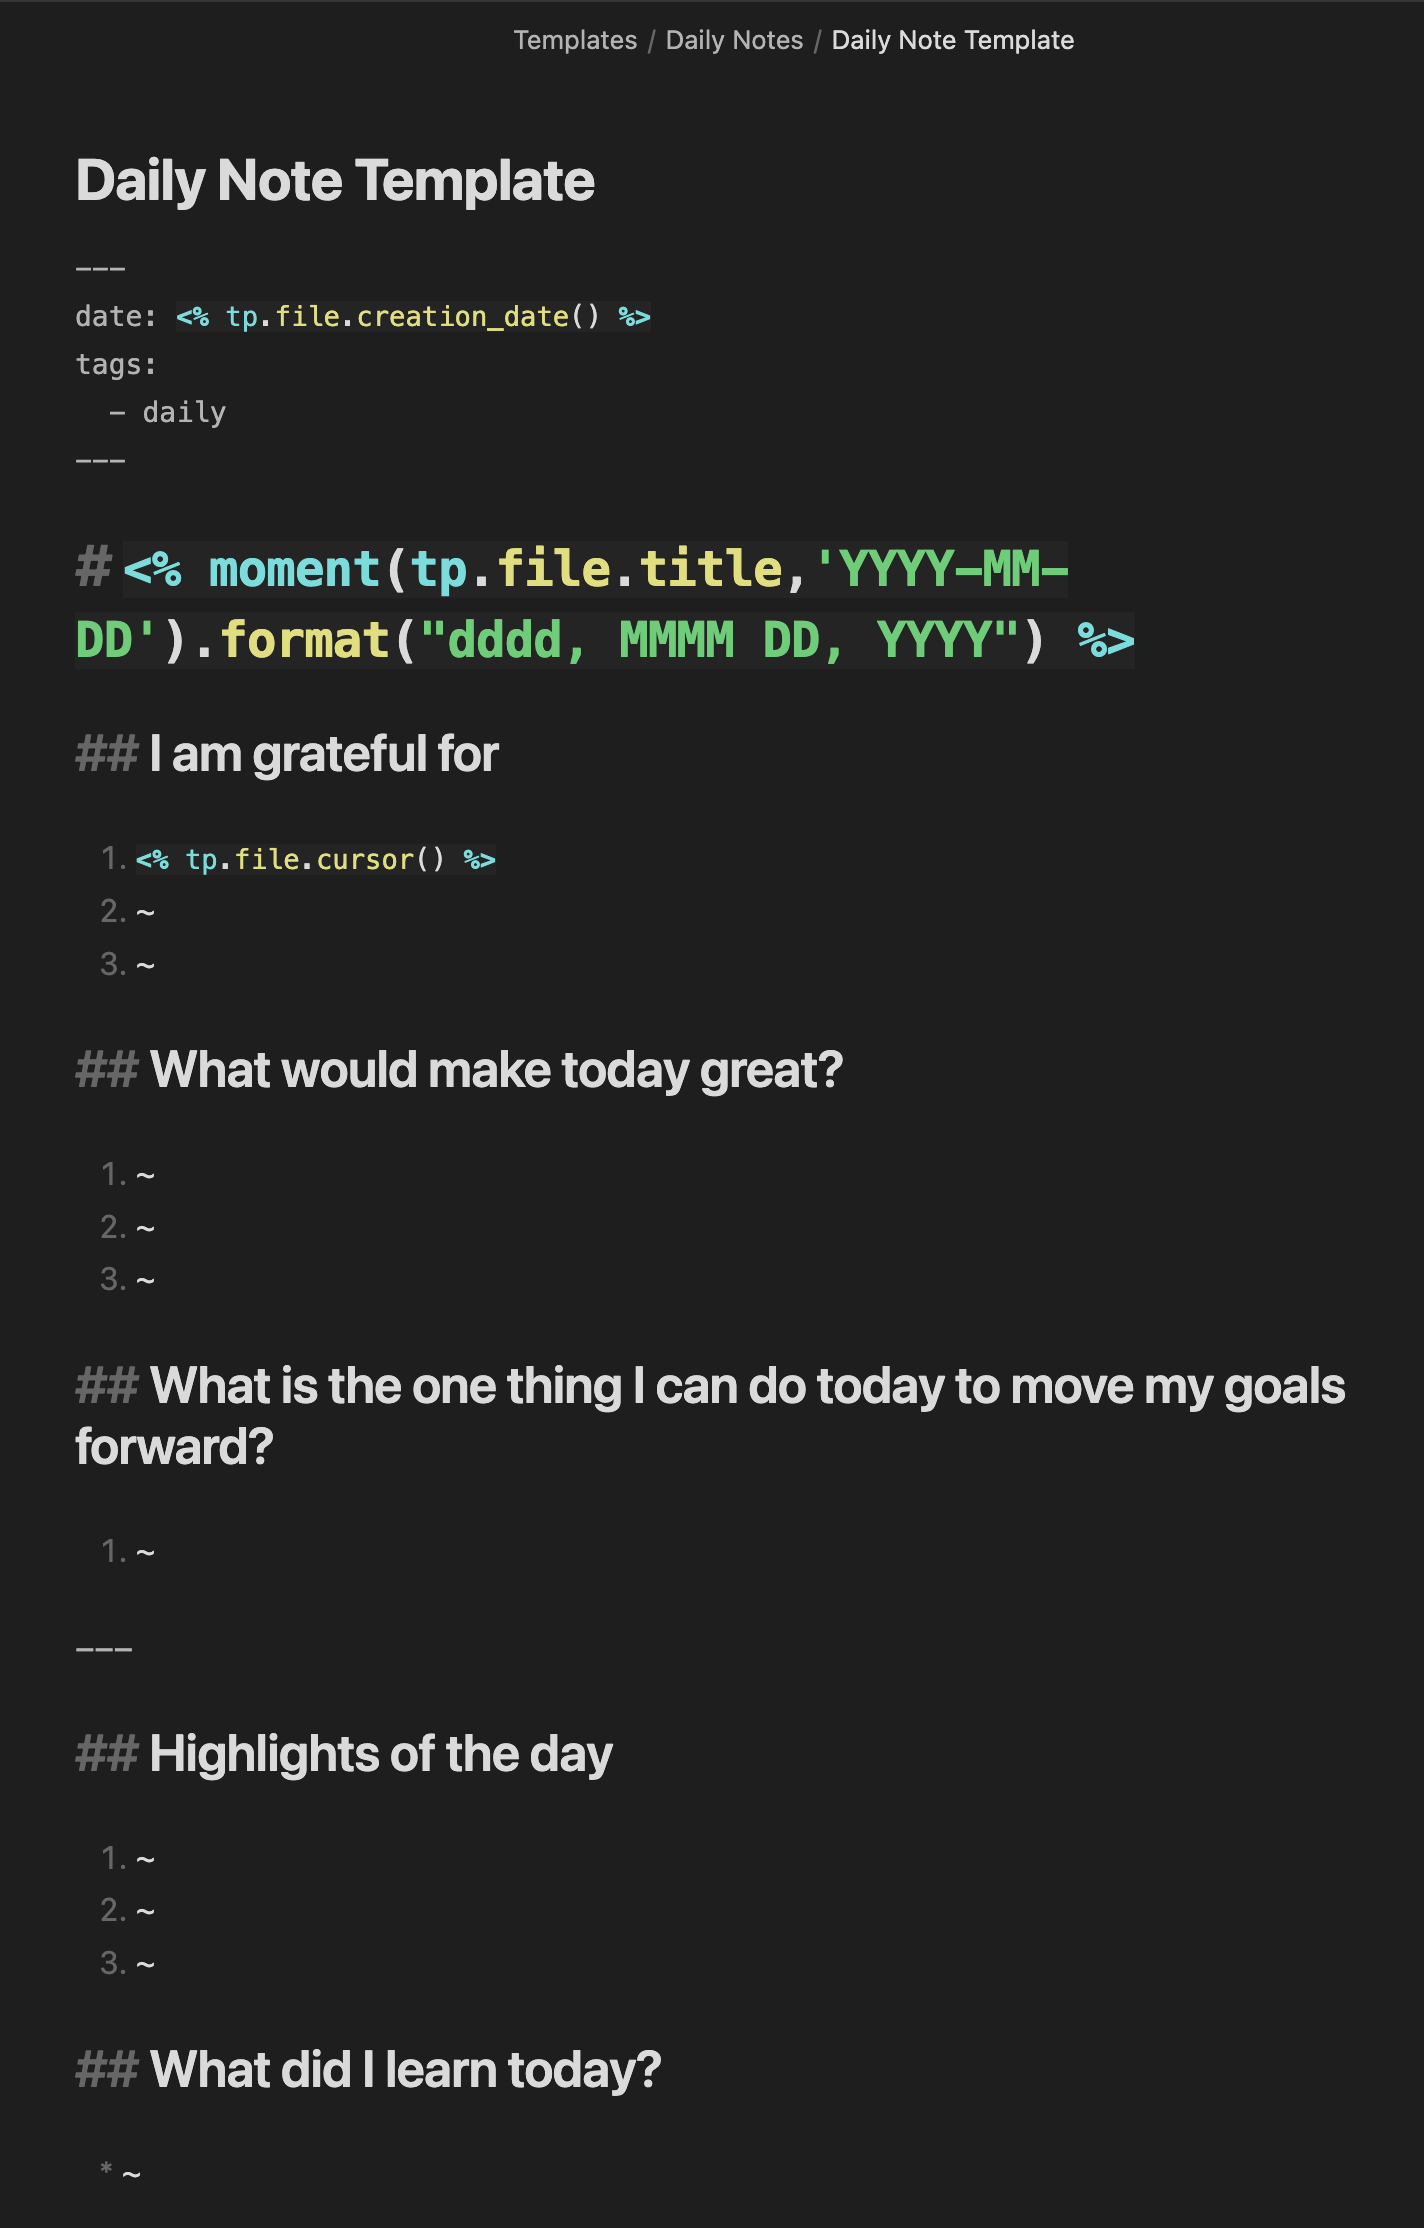 Templates / Daily Notes / Daily Note Template
Daily Note Template
---
date: <% tp.file.creation_date() %>
tags:
  - daily
---
# <% moment(tp.file.title,'YYYY-MM-
DD').format("dddd, MMMM DD, YYYY") %>
## I am grateful for
1. <% tp.file.cursor() %>
2. ~
3. ~
## What would make today great?
1. ~
2. ~
3. ~
## What is the one thing I can do today to move my goals
forward?
1. ~
---
## Highlights of the day
1. ~
2. ~
3. ~
## What did I learn today?
* ~